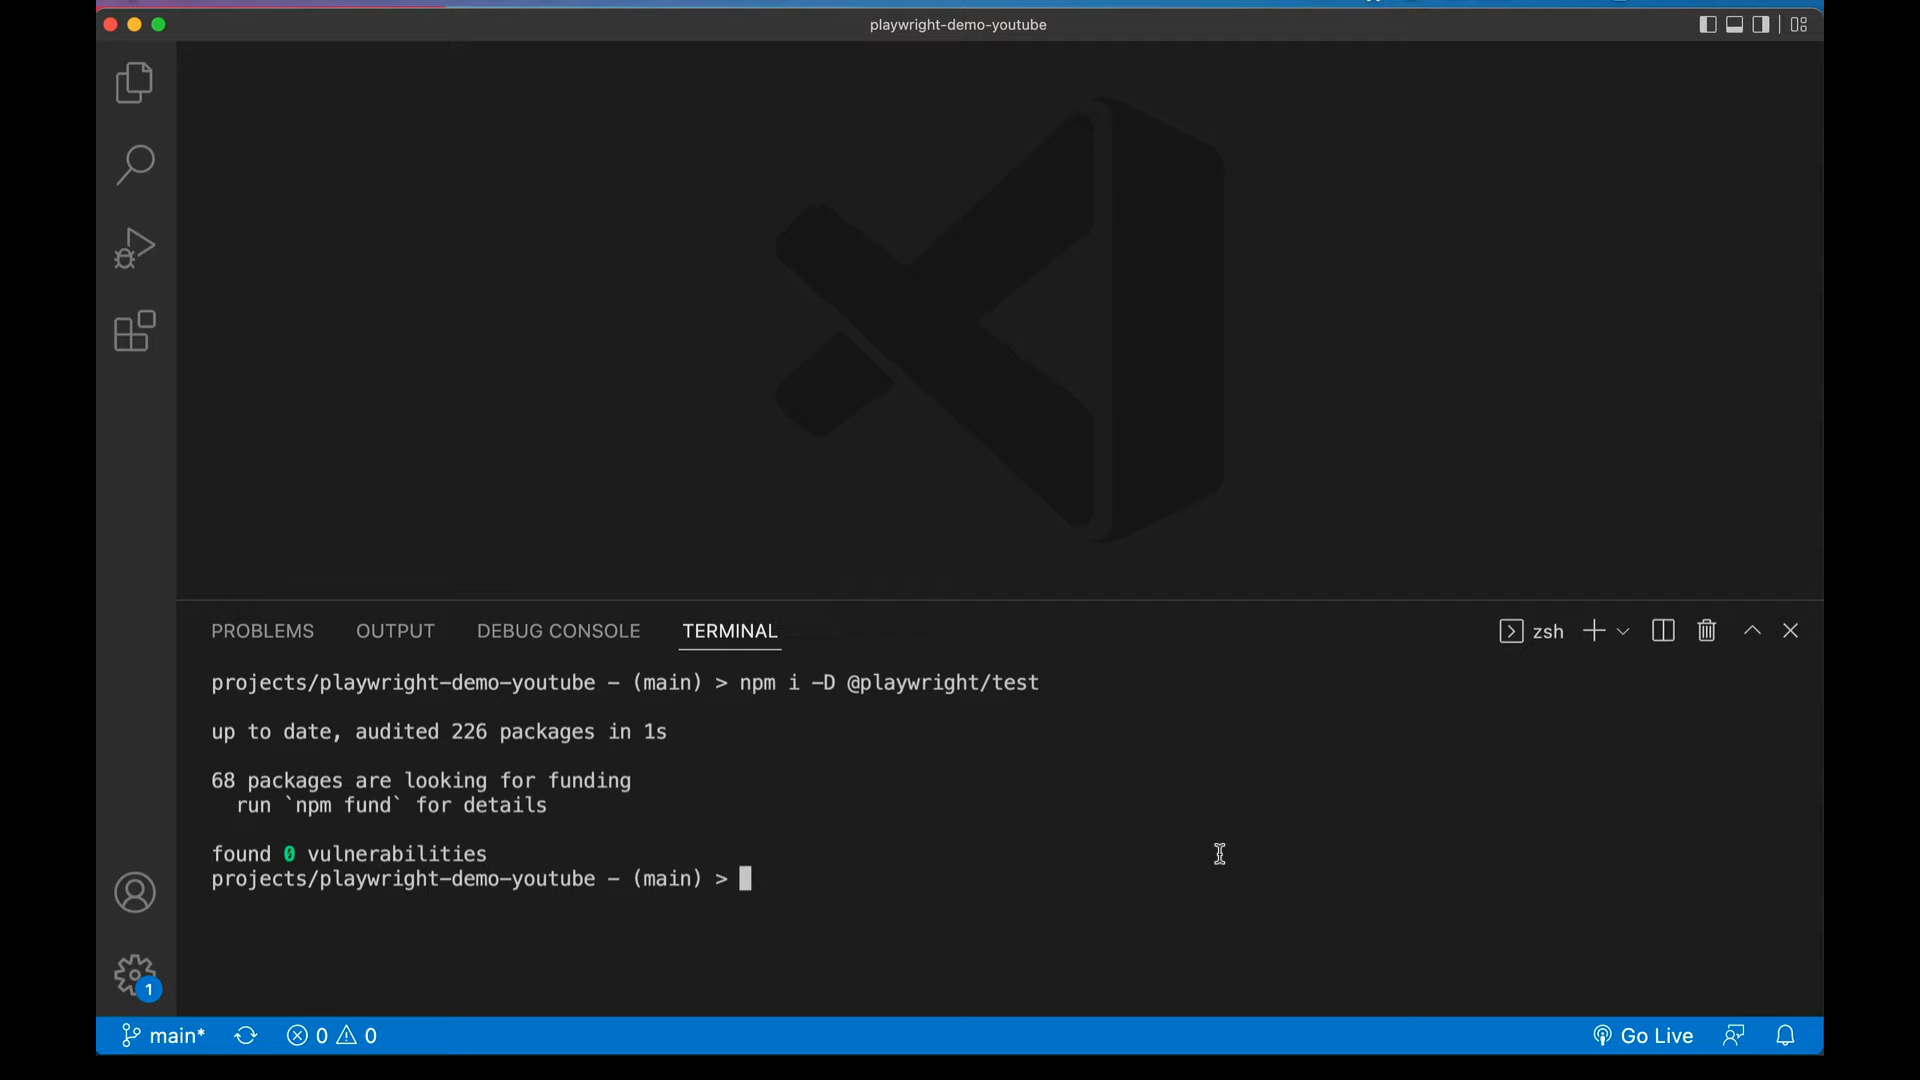 playwright-demo-youtube
PROBLEMS OUTPUT DEBUG CONSOLE TERMINAL zsh
projects/playwright-demo-youtube - (main) > npm i -D @playwright/test
up to date, audited 226 packages in 1s
68 packages are looking for funding
run `npm fund` for details
found 0 vulnerabilities
projects/playwright-demo-youtube - (main) >
1
main* 0 0 Go Live